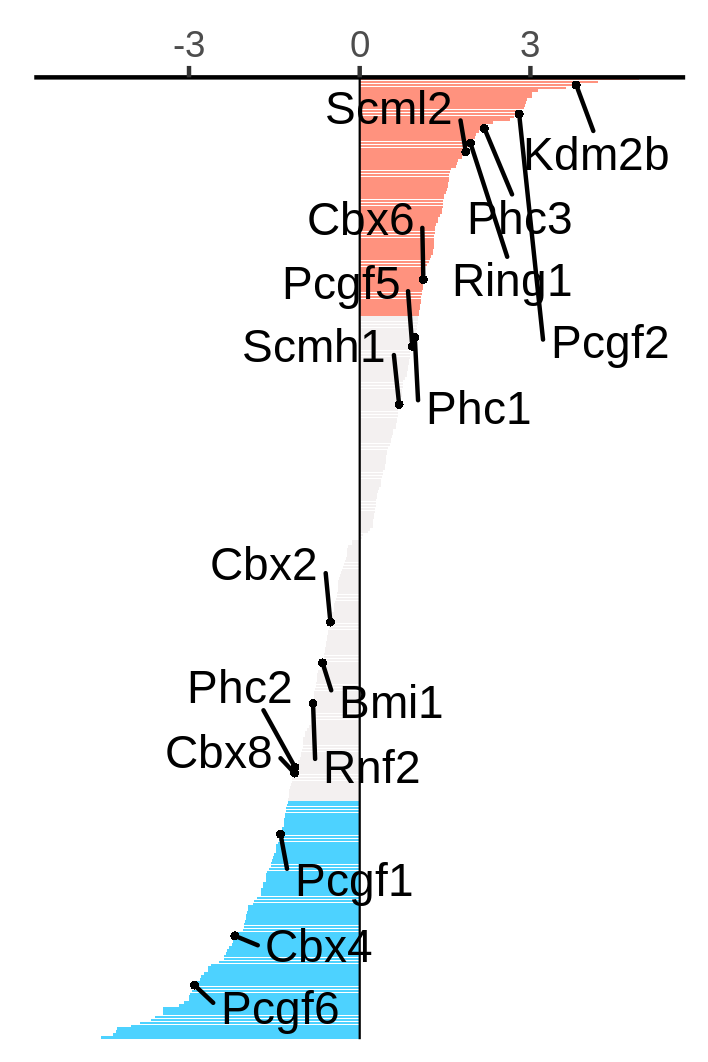 -3 0 3
Scml2
Kdm2b
Cbx6
Phc3
Pcgf5
Ring1
Scmh1
Pcgf2
Phc1
Cbx2
Phc2
Bmi1
Cbx8
Rnf2
Pcgf1
Cbx4
Pcgf6